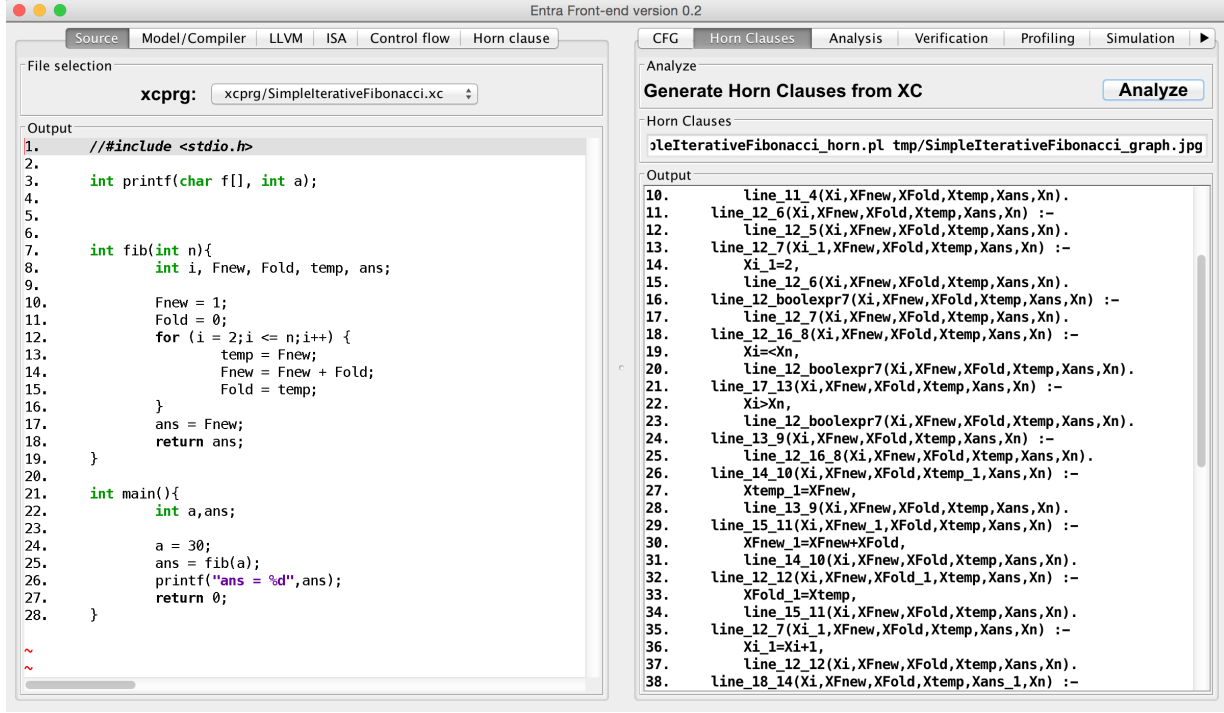 Entra Front-end version 0.2
Source Model/Compiler LLVM ISA Control flow Horn clause
File selection
xcprg: xcprg/SimpleIterativeFibonacci.xc
Output
1. //#include <stdio.h>
2.
3. int printf(char f[], int a);
4.
5.
6.
7. int fib(int n){
8. int i, Fnew, Fold, temp, ans;
9.
10. Fnew = 1;
11. Fold = 0;
12. for (i = 2;i <= n;i++) {
13. temp = Fnew;
14. Fnew = Fnew + Fold;
15. Fold = temp;
16. }
17. ans = Fnew;
18. return ans;
19. }
20.
21. int main(){
22. int a,ans;
23.
24. a = 30;
25. ans = fib(a);
26. printf("ans = %d",ans);
27. return 0;
28. }
~
~
CFG Horn Clauses Analysis Verification Profiling Simulation
Analyze
Generate Horn Clauses from XC Analyze
Horn Clauses
pleIterativeFibonacci_horn.pl tmp/SimpleIterativeFibonacci_graph.jpg
Output
10. line_11_4(Xi,XFnew,XFold,Xtemp,Xans,Xn).
11. line_12_6(Xi,XFnew,XFold,Xtemp,Xans,Xn) :-
12. line_12_5(Xi,XFnew,XFold,Xtemp,Xans,Xn).
13. line_12_7(Xi_1,XFnew,XFold,Xtemp,Xans,Xn) :-
14. Xi_1=2,
15. line_12_6(Xi,XFnew,XFold,Xtemp,Xans,Xn).
16. line_12_boolexpr7(Xi,XFnew,XFold,Xtemp,Xans,Xn) :-
17. line_12_7(Xi,XFnew,XFold,Xtemp,Xans,Xn).
18. line_12_16_8(Xi,XFnew,XFold,Xtemp,Xans,Xn) :-
19. Xi=<Xn,
20. line_12_boolexpr7(Xi,XFnew,XFold,Xtemp,Xans,Xn).
21. line_17_13(Xi,XFnew,XFold,Xtemp,Xans,Xn) :-
22. Xi>Xn,
23. line_12_boolexpr7(Xi,XFnew,XFold,Xtemp,Xans,Xn).
24. line_13_9(Xi,XFnew,XFold,Xtemp,Xans,Xn) :-
25. line_12_16_8(Xi,XFnew,XFold,Xtemp,Xans,Xn).
26. line_14_10(Xi,XFnew,XFold,Xtemp_1,Xans,Xn) :-
27. Xtemp_1=XFnew,
28. line_13_9(Xi,XFnew,XFold,Xtemp,Xans,Xn).
29. line_15_11(Xi,XFnew_1,XFold,Xtemp,Xans,Xn) :-
30. XFnew_1=XFnew+XFold,
31. line_14_10(Xi,XFnew,XFold,Xtemp,Xans,Xn).
32. line_12_12(Xi,XFnew,XFold_1,Xtemp,Xans,Xn) :-
33. XFold_1=Xtemp,
34. line_15_11(Xi,XFnew,XFold,Xtemp,Xans,Xn).
35. line_12_7(Xi_1,XFnew,XFold,Xtemp,Xans,Xn) :-
36. Xi_1=Xi+1,
37. line_12_12(Xi,XFnew,XFold,Xtemp,Xans,Xn).
38. line_18_14(Xi,XFnew,XFold,Xtemp,Xans_1,Xn) :-